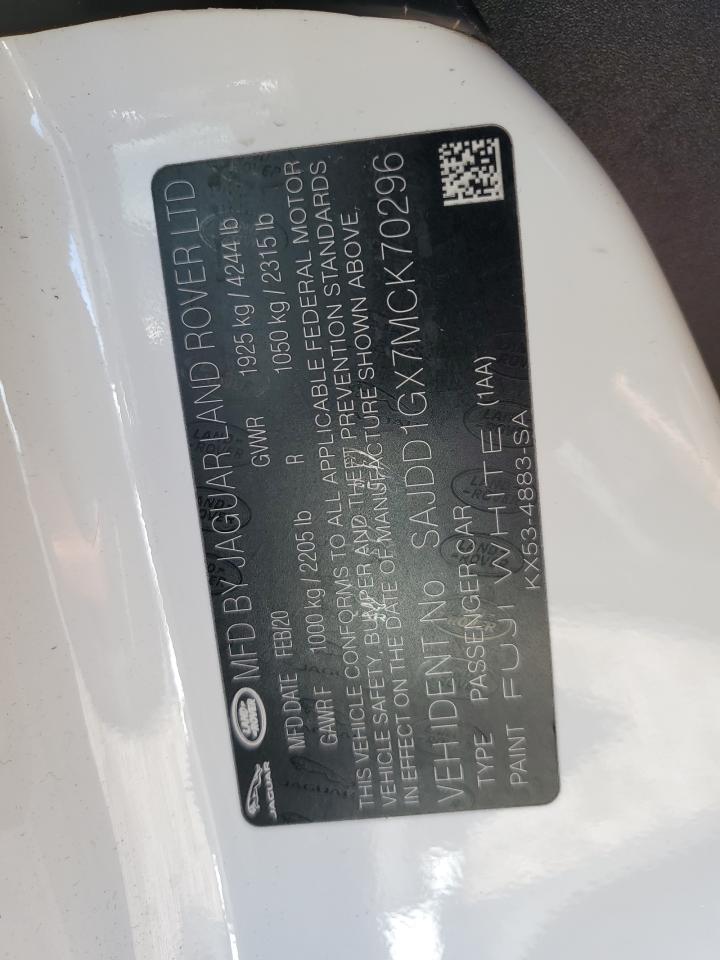 JAGUAR LAND-ROVER MFD BY JAGUAR LAND ROVER LTD
MFD DATE FEB/20 GVWR 1925 kg / 4244 lb
GAWR F 1000 kg / 2205 lb R 1050 kg / 2315 lb
THIS VEHICLE CONFORMS TO ALL APPLICABLE FEDERAL MOTOR
VEHICLE SAFETY, BUMPER AND THEFT PREVENTION STANDARDS
IN EFFECT ON THE DATE OF MANUFACTURE SHOWN ABOVE.
VEH IDENT No SAJDD1GX7MCK70296
TYPE PASSENGER CAR
PAINT FUJI WHITE (1AA)
KX53-4883-SA